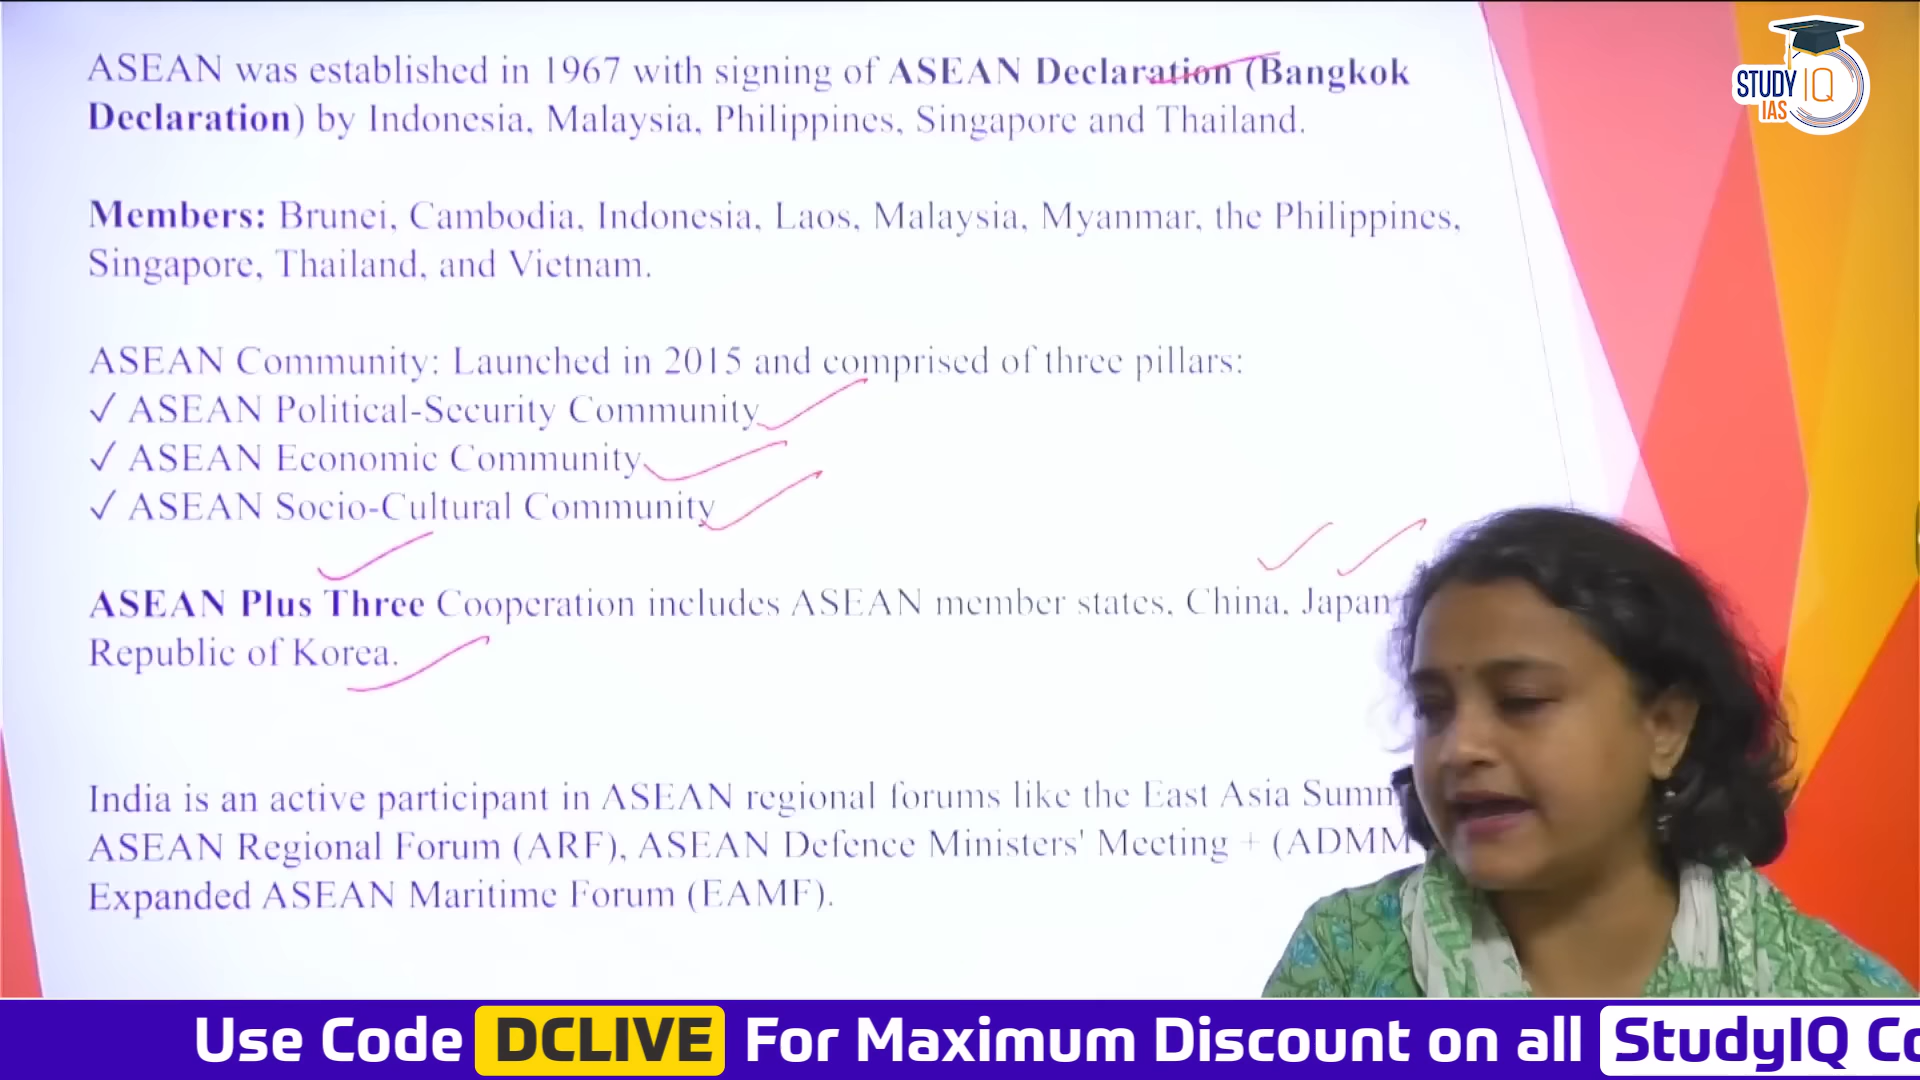 ASEAN was established in 1967 with signing of ASEAN Declaration (Bangkok
Declaration) by Indonesia, Malaysia, Philippines, Singapore and Thailand.
Members: Brunei, Cambodia, Indonesia, Laos, Malaysia, Myanmar, the Philippines,
Singapore, Thailand, and Vietnam.
ASEAN Community: Launched in 2015 and comprised of three pillars:
✓ ASEAN Political-Security Community
✓ ASEAN Economic Community
✓ ASEAN Socio-Cultural Community
ASEAN Plus Three Cooperation includes ASEAN member states, China, Japan
Republic of Korea.
India is an active participant in ASEAN regional forums like the East Asia
ASEAN Regional Forum (ARF), ASEAN Defence Ministers' Meeting + (ADMM
Expanded ASEAN Maritime Forum (EAMF).
STUDY IQ
IAS
Use Code DCLIVE For Maximum Discount on all StudyIQ